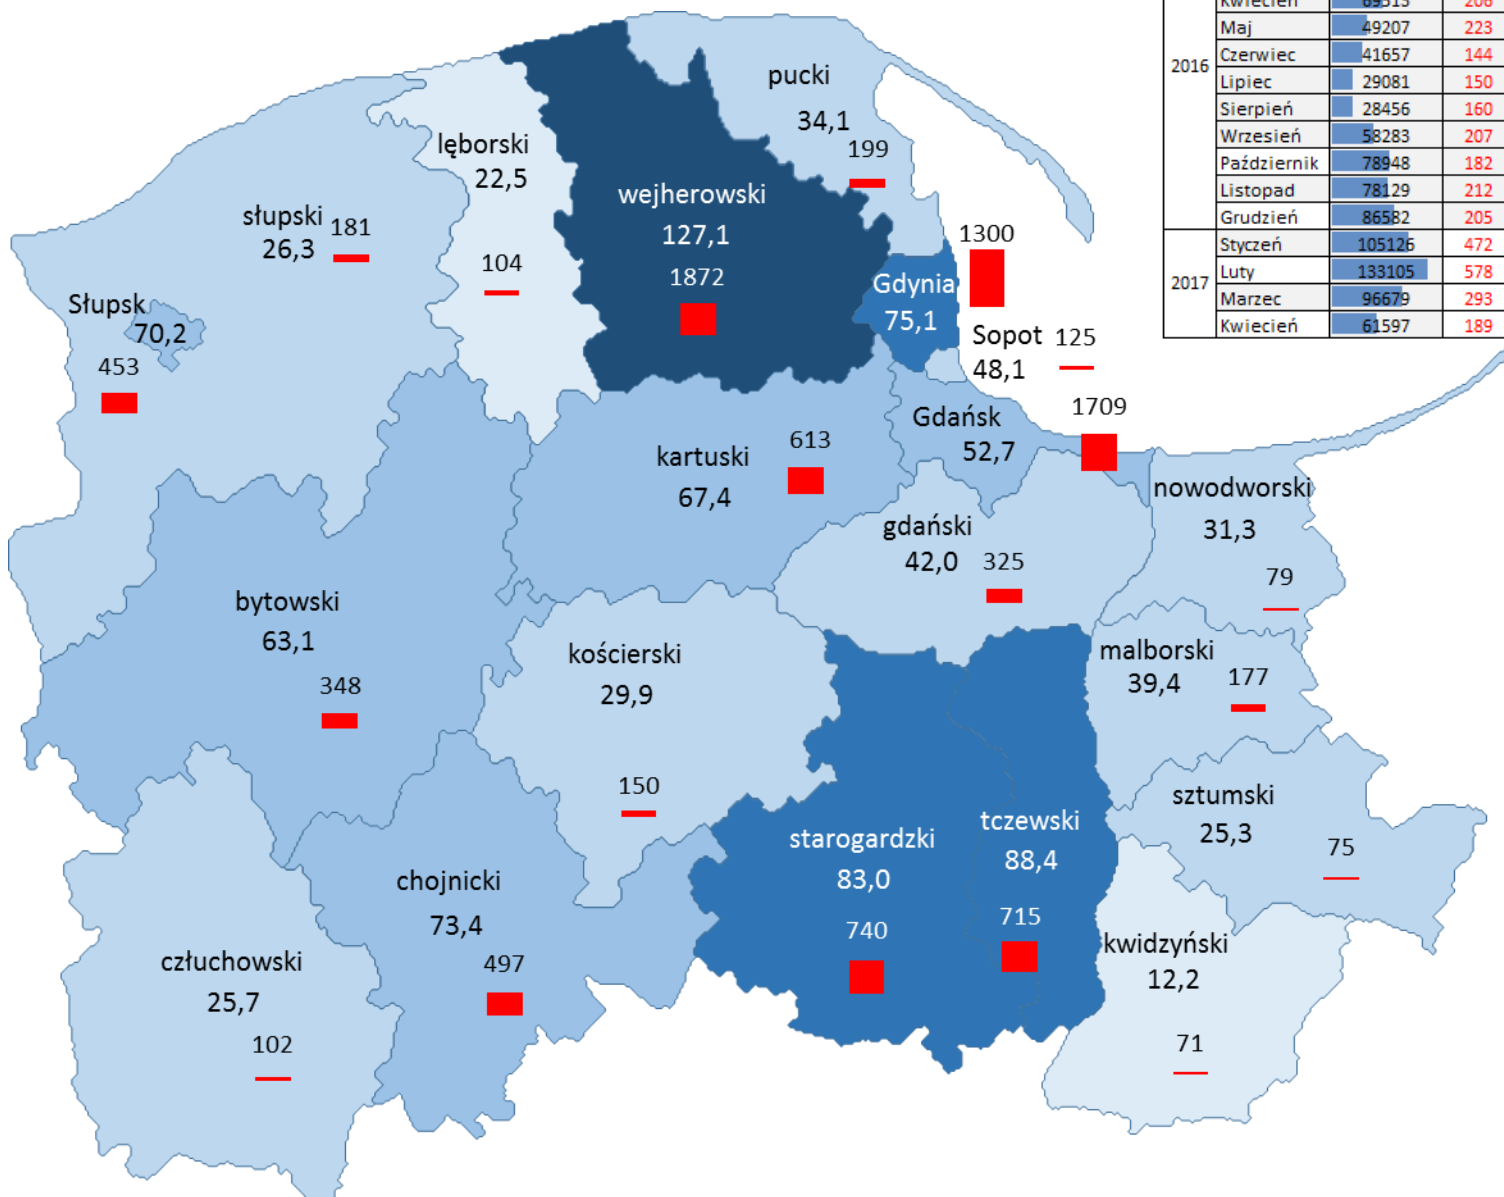 Kwiecień 69513 206
Maj 49207 223
2016 Czerwiec 41657 144
Lipiec 29081 150
Sierpień 28456 160
Wrzesień 58283 207
Październik 78948 182
Listopad 78129 212
Grudzień 86582 205
Styczeń 105126 472
2017 Luty 133105 578
Marzec 96679 293
Kwiecień 61597 189
pucki
34,1
199
lęborski
22,5
104
wejherowski
127,1
1872
słupski
26,3
181
Słupsk
70,2
453
Gdynia
75,1
1300
Sopot
48,1
125
Gdańsk
52,7
1709
kartuski
67,4
613
nowodworski
31,3
79
gdański
42,0
325
bytowski
63,1
348
kościerski
29,9
150
malborski
39,4
177
sztumski
25,3
75
starogardzki
83,0
740
tczewski
88,4
715
chojnicki
73,4
497
kwidzyński
12,2
71
człuchowski
25,7
102